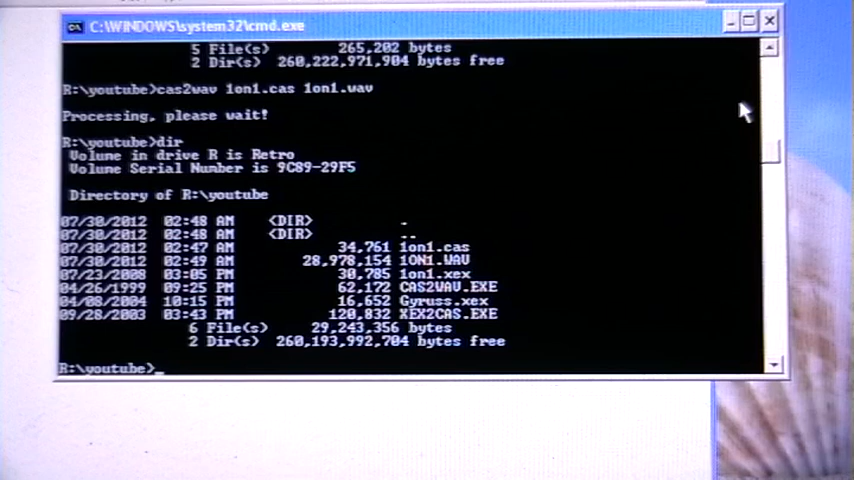 C:\WINDOWS\system32\cmd.exe
5 File(s) 265,202 bytes
2 Dir(s) 260,222,971,904 bytes free
R:\youtube>cas2wav 1on1.cas 1on1.wav
Processing, please wait!
R:\youtube>dir
Volume in drive R is Retro
Volume Serial Number is 9C89-29F5
Directory of R:\youtube
07/30/2012 02:48 AM <DIR> .
07/30/2012 02:48 AM <DIR> ..
07/30/2012 02:47 AM 34,761 1on1.cas
07/30/2012 02:49 AM 28,978,154 1ON1.WAV
07/23/2008 03:05 PM 30,785 1on1.xex
04/26/1999 09:25 PM 62,172 CAS2WAV.EXE
04/08/2004 10:15 PM 16,652 Gyruss.xex
09/28/2003 03:43 PM 120,832 XEX2CAS.EXE
6 File(s) 29,243,356 bytes
2 Dir(s) 260,193,992,704 bytes free
R:\youtube>_